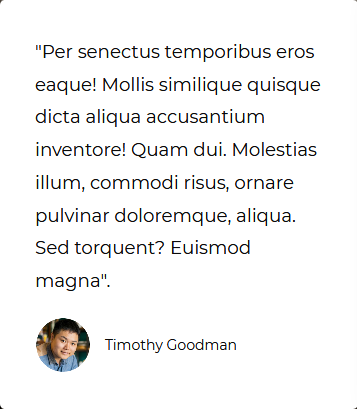 "Per senectus temporibus eros
eaque! Mollis similique quisque
dicta aliqua accusantium
inventore! Quam dui. Molestias
illum, commodi risus, ornare
pulvinar doloremque, aliqua.
Sed torquent? Euismod
magna".
Timothy Goodman